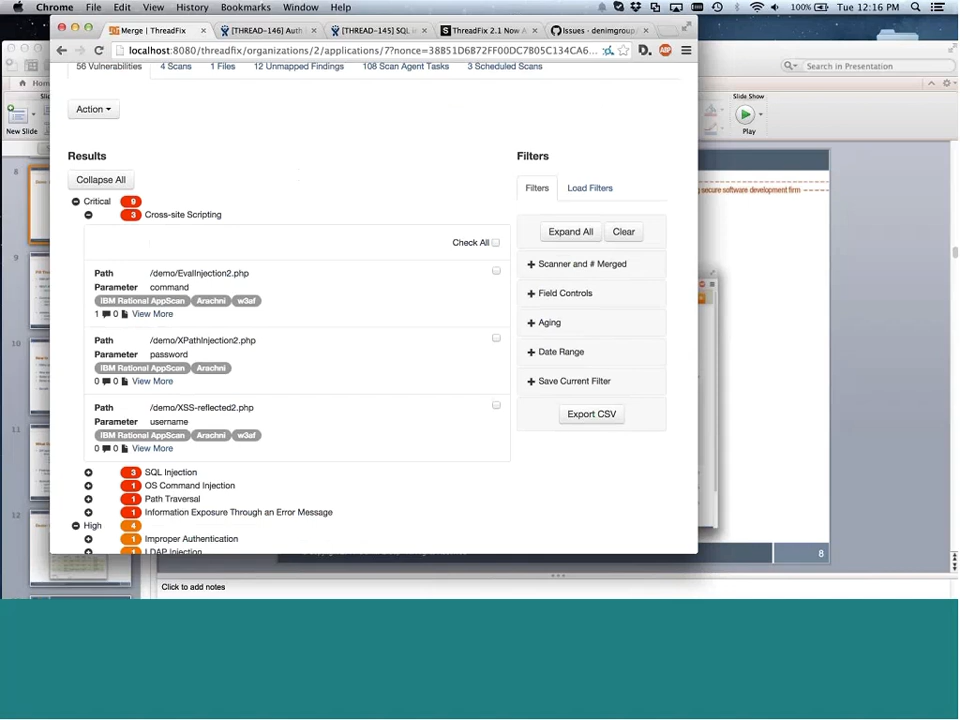 Chrome File Edit View History Bookmarks Window Help 100% Tue 12:16 PM
Merge | ThreadFix × [THREAD-146] Auth × [THREAD-145] SQL × ThreadFix 2.1 Now A × Issues · denimgroup ×
localhost:8080/threadfix/organizations/2/applications/7?nonce=38B51D6B72FF00DC7B05C134CA6...
Search in Presentation
56 Vulnerabilities 4 Scans 1 Files 12 Unmapped Findings 108 Scan Agent Tasks 3 Scheduled Scans
Action
Results
Collapse All
Critical 9
3 Cross-site Scripting
Check All
Path /demo/EvalInjection2.php
Parameter command
IBM Rational AppScan Arachni w3af
1 0 View More
Path /demo/XPathInjection2.php
Parameter password
IBM Rational AppScan Arachni
0 0 View More
Path /demo/XSS-reflected2.php
Parameter username
IBM Rational AppScan Arachni w3af
0 0 View More
3 SQL Injection
1 OS Command Injection
1 Path Traversal
1 Information Exposure Through an Error Message
High 4
1 Improper Authentication
1 LDAP Injection
Filters
Filters Load Filters
Expand All Clear
Scanner and # Merged
Field Controls
Aging
Date Range
Save Current Filter
Export CSV
Home
New Slide
Slide Show
Play
8
9
10
11
12
secure software development firm
8
Click to add notes